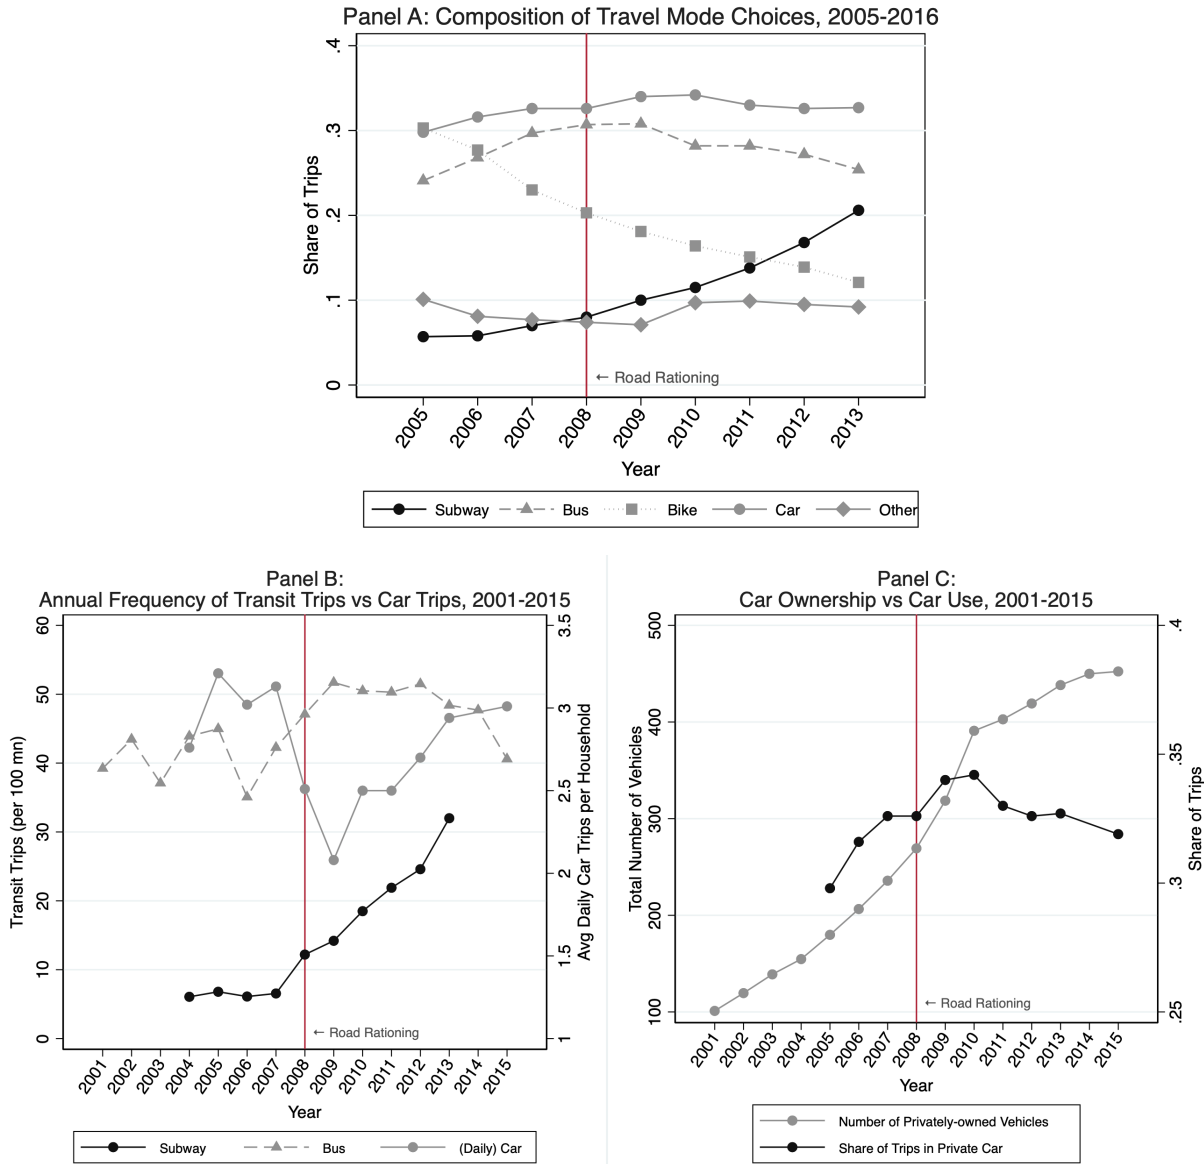 Panel A: Composition of Travel Mode Choices, 2005-2016
Share of Trips
.4
.3
.2
.1
0
← Road Rationing
2005 2006 2007 2008 2009 2010 2011 2012 2013
Year
Subway Bus Bike Car Other
Panel B:
Annual Frequency of Transit Trips vs Car Trips, 2001-2015
Transit Trips (per 100 mn)
60
50
40
30
20
10
0
Avg Daily Car Trips per Household
3.5
3
2.5
2
1.5
1
← Road Rationing
2001 2002 2003 2004 2005 2006 2007 2008 2009 2010 2011 2012 2013 2014 2015
Year
Subway Bus (Daily) Car
Panel C:
Car Ownership vs Car Use, 2001-2015
Total Number of Vehicles
500
400
300
200
100
Share of Trips
.4
.35
.3
.25
← Road Rationing
2001 2002 2003 2004 2005 2006 2007 2008 2009 2010 2011 2012 2013 2014 2015
Year
Number of Privately-owned Vehicles
Share of Trips in Private Car